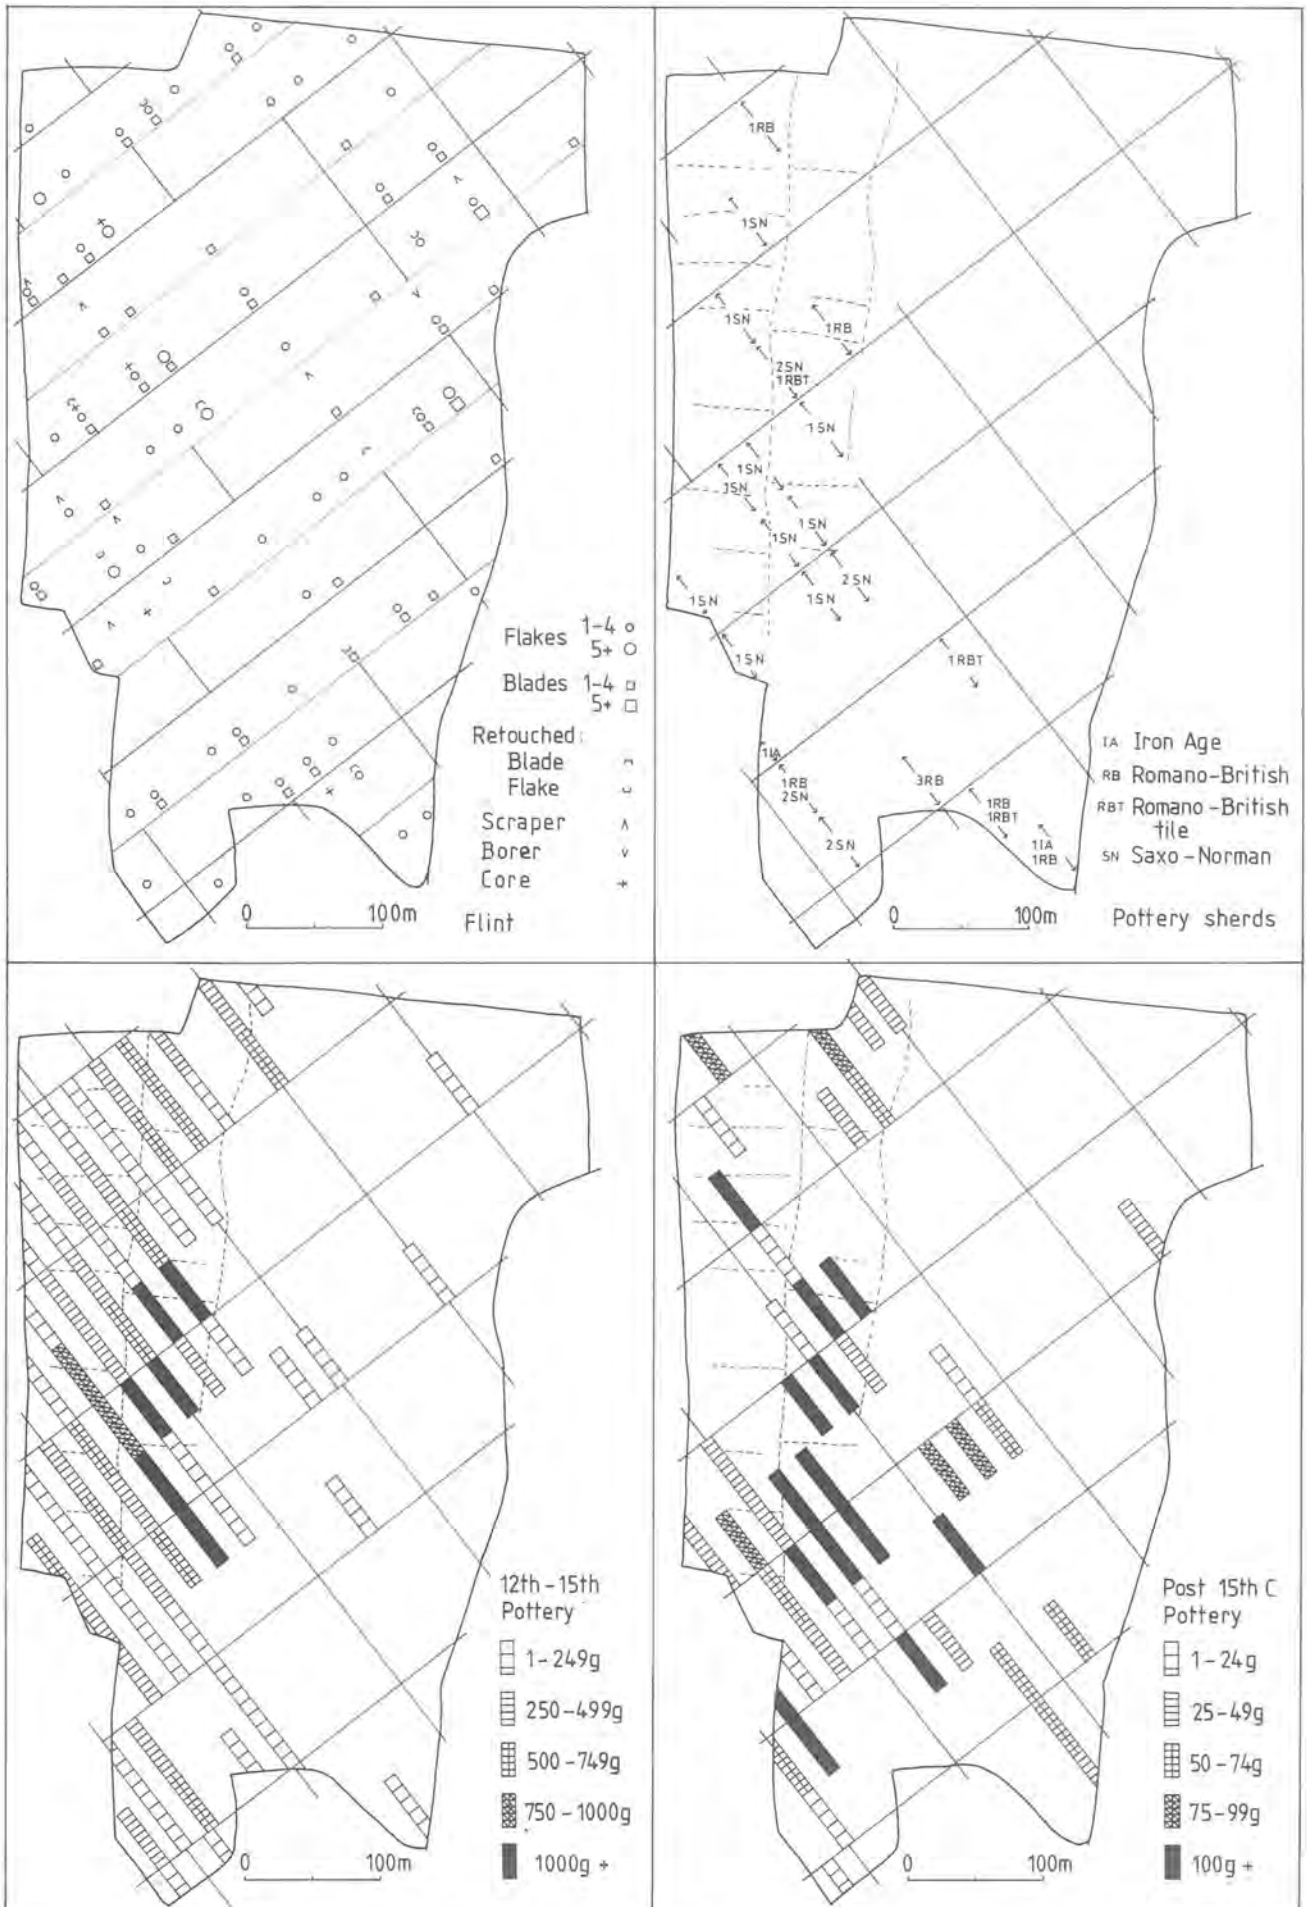 Flakes 1-4
5+
Blades 1-4
5+
Retouched:
Blade
Flake
Scraper
Borer
Core
0 100m
Flint
1RB
1SN
1SN
1RB
2SN
1RBT
1SN
1SN
1SN
1SN
1SN
2SN
1SN
1SN
1SN
1RBT
1IA
1RB
2SN
3RB
1RB
1RBT
2SN
1IA
1RB
IA Iron Age
RB Romano-British
RBT Romano-British
tile
SN Saxo-Norman
0 100m
Pottery sherds
12th-15th
Pottery
1-249g
250-499g
500-749g
750-1000g
1000g +
0 100m
Post 15th C
Pottery
1-24g
25-49g
50-74g
75-99g
100g +
0 100m